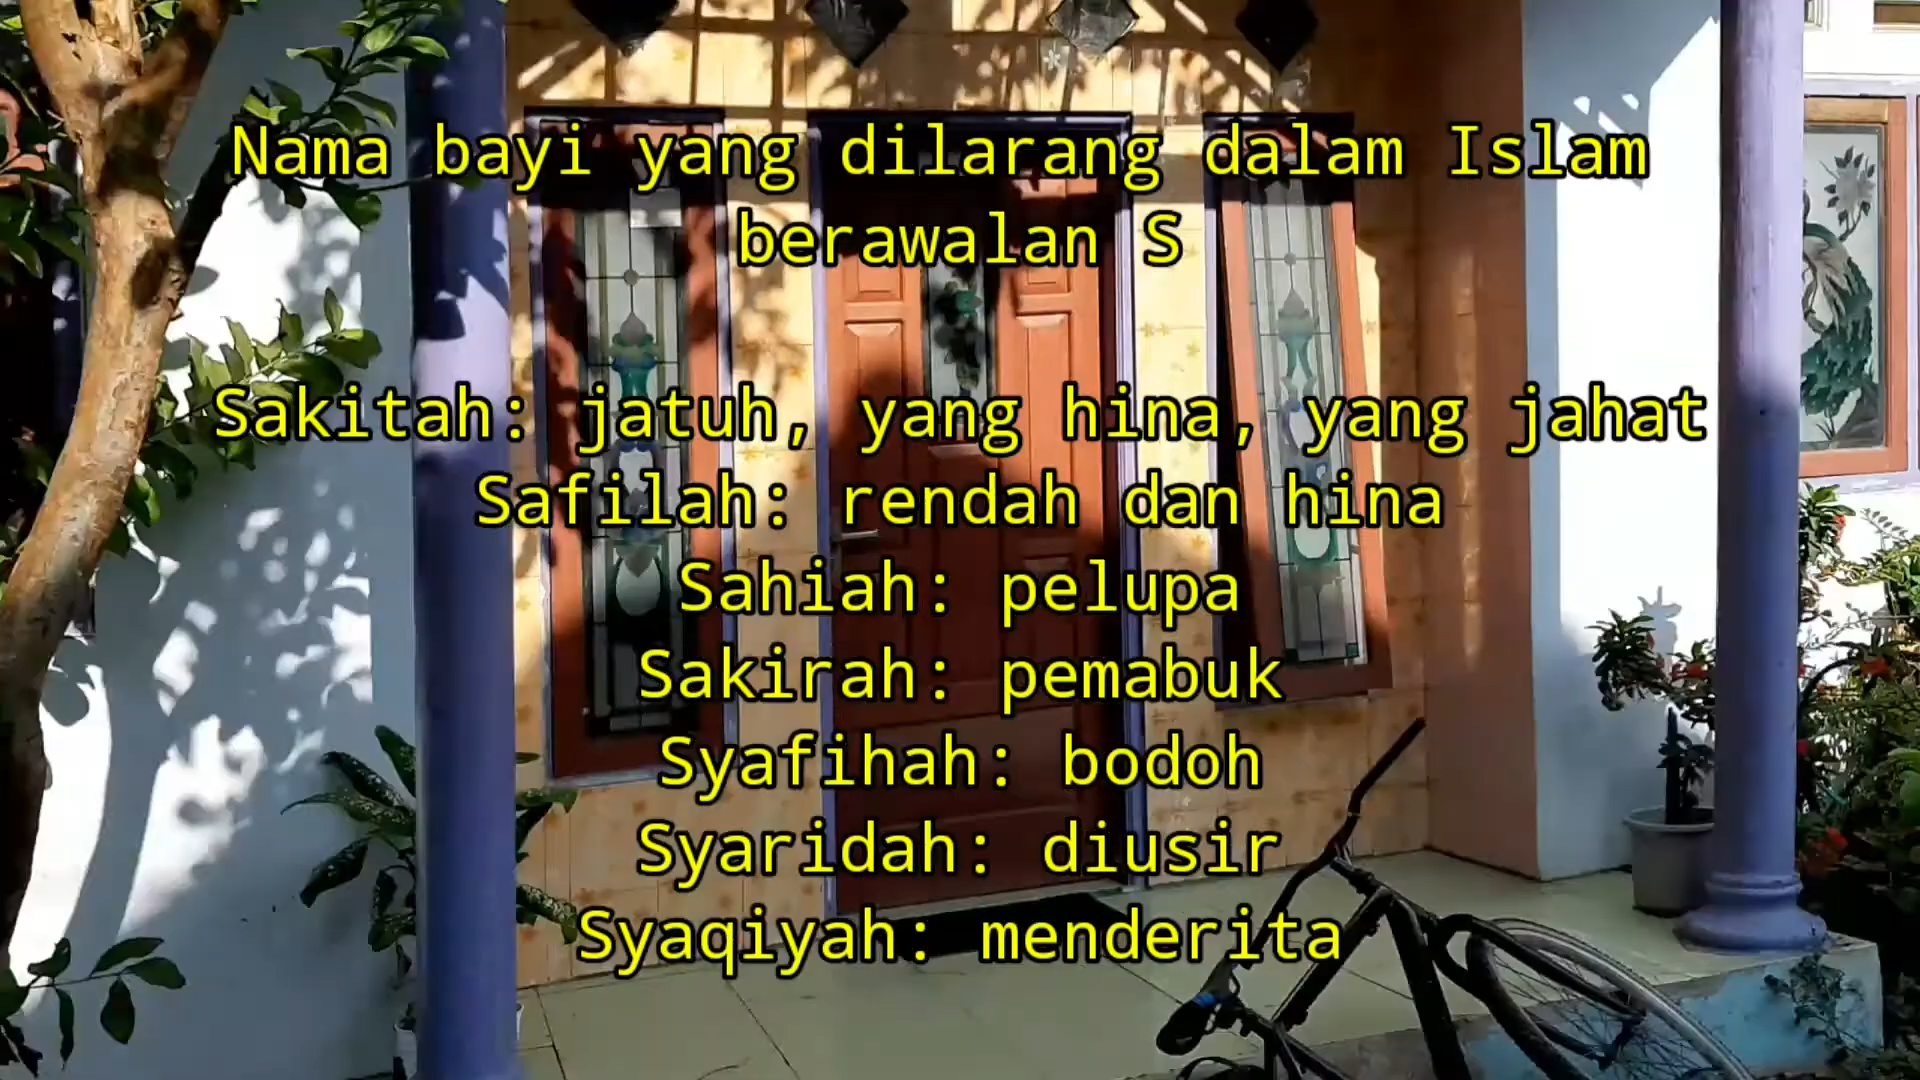 Nama bayi yang dilarang dalam Islam
berawalan S
Sakitah: jatuh, yang hina, yang jahat
Safilah: rendah dan hina
Sahiah: pelupa
Sakirah: pemabuk
Syafihah: bodoh
Syaridah: diusir
Syaqiyah: menderita